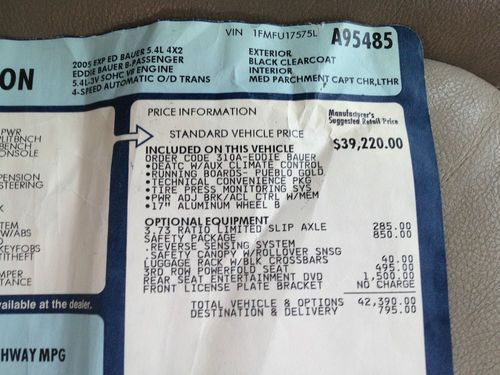 VIN 1FMFU17575L A95485
2005 EXP ED BAUER 5.4L 4X2
EDDIE BAUER 8-PASSENGER
5.4L-3V SOHC V8 ENGINE
4-SPEED AUTOMATIC O/D TRANS
EXTERIOR
BLACK CLEARCOAT
INTERIOR
MED PARCHMENT CAPT CHR,LTHR
ON
PRICE INFORMATION
Manufacturer's
Suggested Retail Price
STANDARD VEHICLE PRICE $39,220.00
INCLUDED ON THIS VEHICLE
ORDER CODE 310A-EDDIE BAUER
•DEATC W/AUX CLIMATE CONTROL
•RUNNING BOARDS- PUEBLO GOLD
•TECHNICAL CONVENIENCE PKG
•TIRE PRESS MONITORING SYS
•PWR ADJ BRK/ACL CTRL W/MEM
•17" ALUMINUM WHEEL B
OPTIONAL EQUIPMENT
3.73 RATIO LIMITED SLIP AXLE 285.00
SAFETY PACKAGE 850.00
.REVERSE SENSING SYSTEM
.SAFETY CANOPY W/ROLLOVER SNSG
LUGGAGE RACK W/BLK CROSSBARS 40.00
3RD ROW POWERFOLD SEAT 495.00
REAR SEAT ENTERTAINMENT DVD 1,500.00
FRONT LICENSE PLATE BRACKET NO CHARGE
TOTAL VEHICLE & OPTIONS 42,390.00
DESTINATION & DELIVERY 795.00
PWR
PLITBNCH
BENCH
ONSOLE
PENSION
STEERING
TEM
W/ABS
D
KEYFOBS
TITHEFT
MPER
TANCE
vailable at the dealer.
HWAY MPG